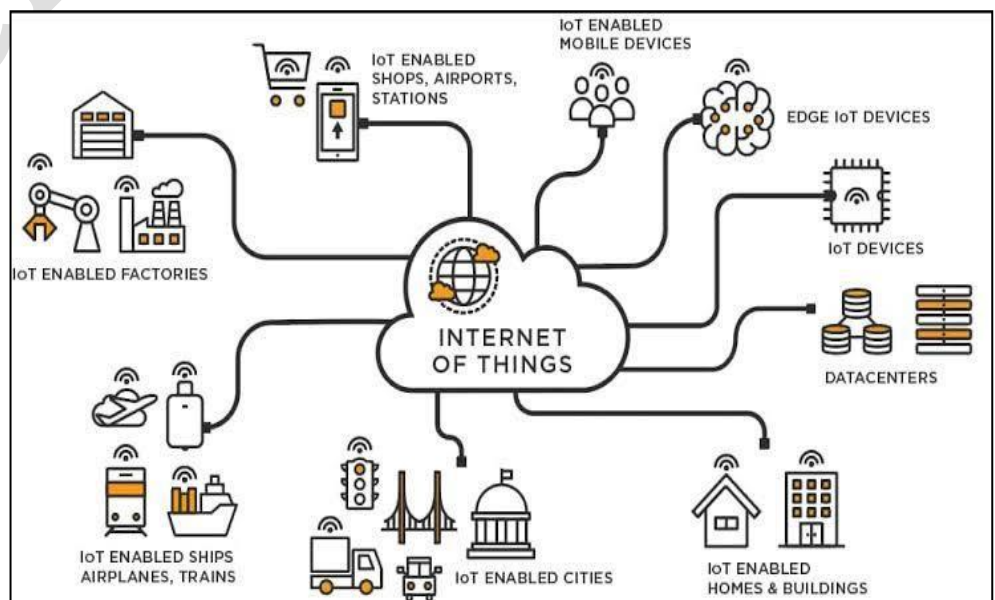 IoT ENABLED
MOBILE DEVICES
IoT ENABLED
SHOPS, AIRPORTS,
STATIONS
EDGE IoT DEVICES
IoT DEVICES
IoT ENABLED FACTORIES
INTERNET
OF THINGS
DATACENTERS
IoT ENABLED SHIPS
AIRPLANES, TRAINS
IoT ENABLED CITIES
IoT ENABLED
HOMES & BUILDINGS